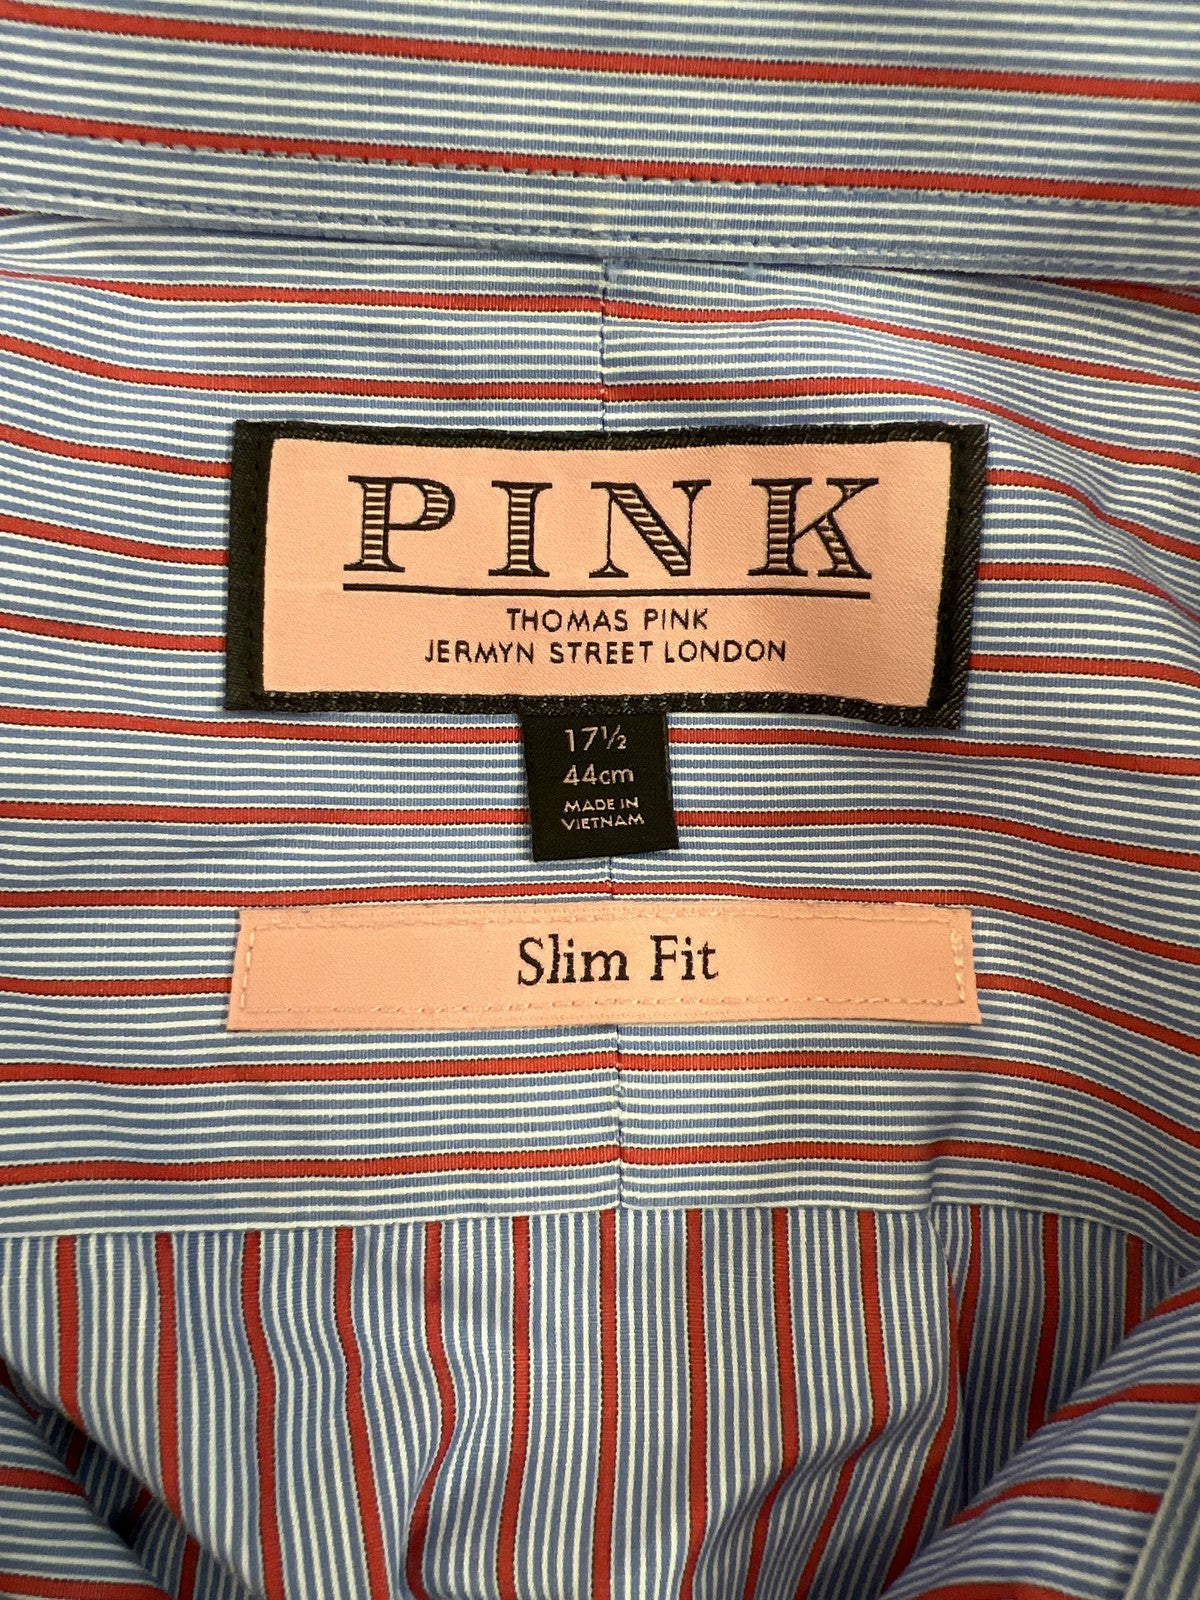 PINK
THOMAS PINK
JERMYN STREET LONDON
17½
44cm
MADE IN
VIETNAM
Slim Fit